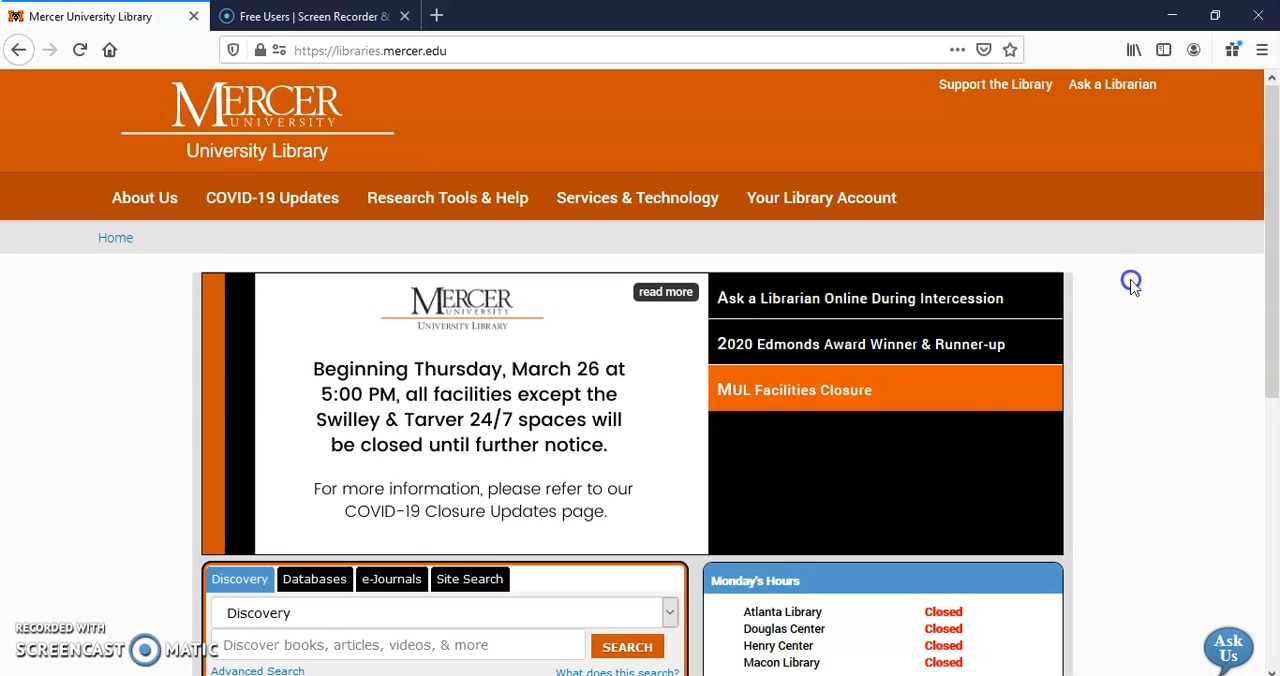 Mercer University Library
Free Users | Screen Recorder &
https://libraries.mercer.edu
Support the Library
Ask a Librarian
MERCER
UNIVERSITY
University Library
About Us
COVID-19 Updates
Research Tools & Help
Services & Technology
Your Library Account
Home
MERCER
UNIVERSITY LIBRARY
read more
Beginning Thursday, March 26 at
5:00 PM, all facilities except the
Swilley & Tarver 24/7 spaces will
be closed until further notice.
For more information, please refer to our
COVID-19 Closure Updates page.
Ask a Librarian Online During Intercession
2020 Edmonds Award Winner & Runner-up
MUL Facilities Closure
Discovery
Databases
e-Journals
Site Search
Discovery
Discover books, articles, videos, & more
SEARCH
Advanced Search
What does this search?
Monday's Hours
Atlanta Library Closed
Douglas Center Closed
Henry Center Closed
Macon Library Closed
Ask
Us
RECORDED WITH
SCREENCAST MATIC